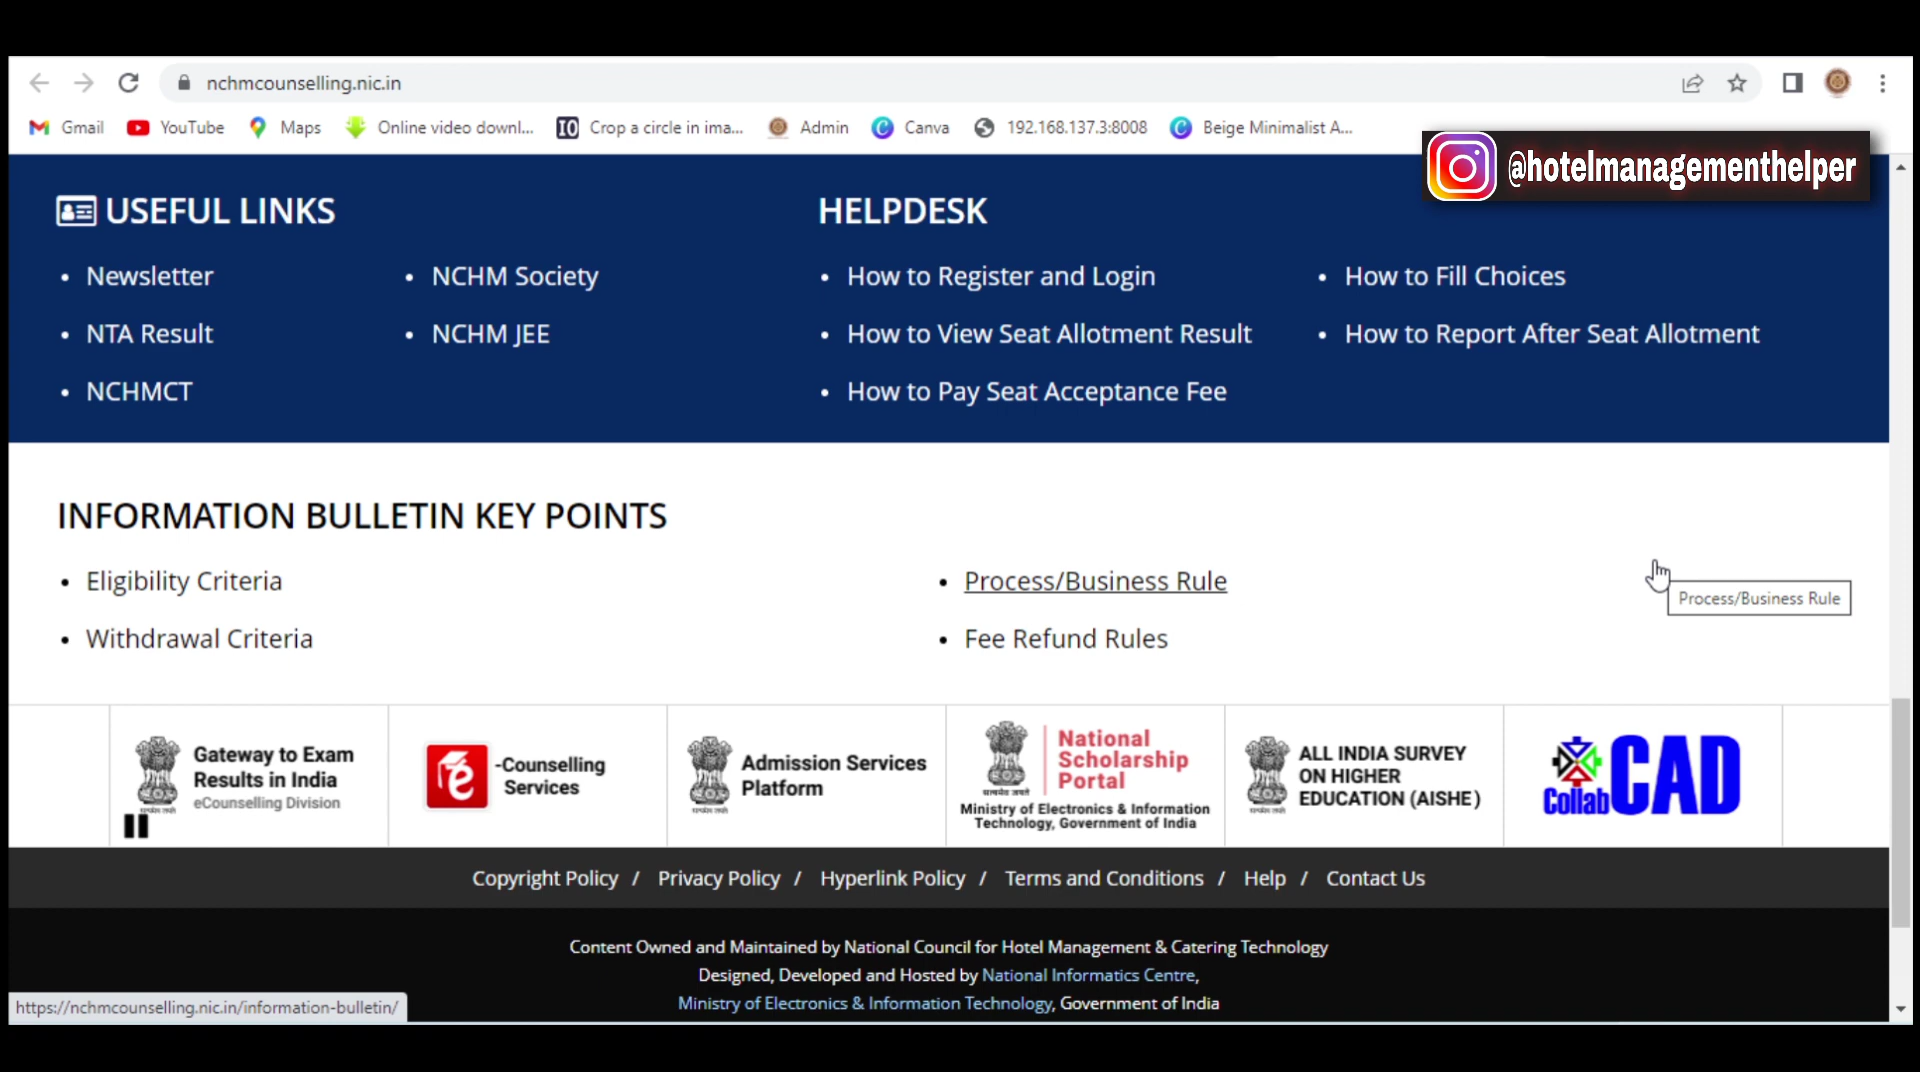 nchmcounselling.nic.in
Gmail YouTube Maps Online video downl... Crop a circle in ima... Admin Canva 192.168.137.3:8008 Beige Minimalist A...
@hotelmanagementhelper
USEFUL LINKS
Newsletter
NCHM Society
NTA Result
NCHM JEE
NCHMCT
HELPDESK
How to Register and Login
How to Fill Choices
How to View Seat Allotment Result
How to Report After Seat Allotment
How to Pay Seat Acceptance Fee
INFORMATION BULLETIN KEY POINTS
Eligibility Criteria
Process/Business Rule
Withdrawal Criteria
Fee Refund Rules
Process/Business Rule
Gateway to Exam
Results in India
eCounselling Division
e
-Counselling
Services
Admission Services
Platform
National
Scholarship
Portal
Ministry of Electronics & Information
Technology, Government of India
ALL INDIA SURVEY
ON HIGHER
EDUCATION (AISHE)
Collab CAD
Copyright Policy / Privacy Policy / Hyperlink Policy / Terms and Conditions / Help / Contact Us
Content Owned and Maintained by National Council for Hotel Management & Catering Technology
Designed, Developed and Hosted by National Informatics Centre,
Ministry of Electronics & Information Technology, Government of India
https://nchmcounselling.nic.in/information-bulletin/